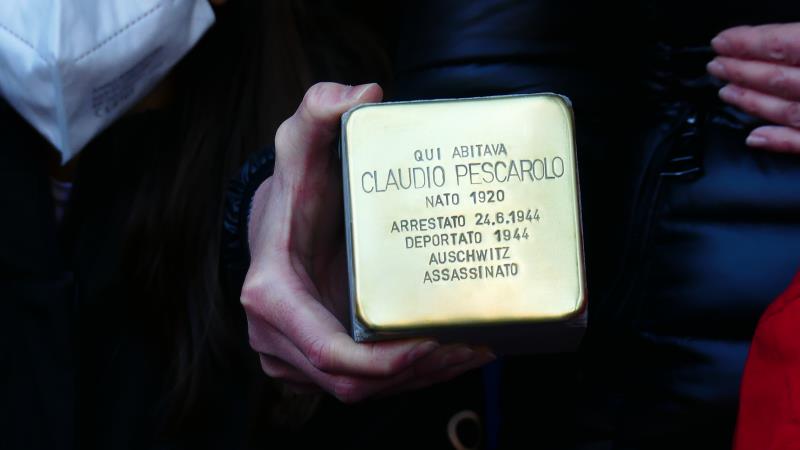 QUI ABITAVA
CLAUDIO PESCAROLO
NATO 1920
ARRESTATO 24.6.1944
DEPORTATO 1944
AUSCHWITZ
ASSASSINATO